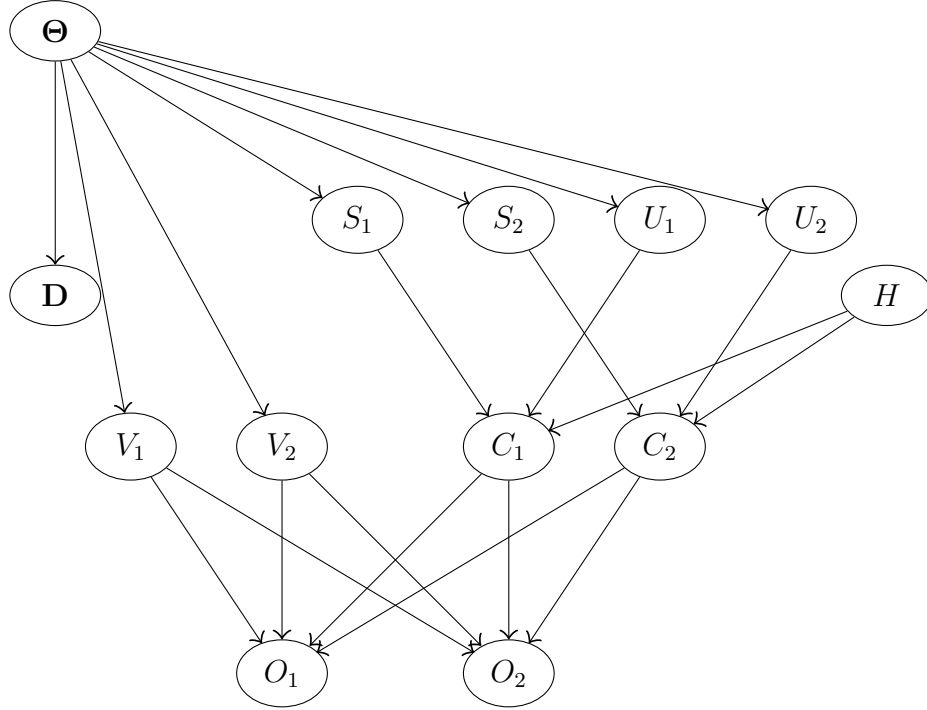 Θ
S₁ S₂ U₁ U₂
D H
V₁ V₂ C₁ C₂
O₁ O₂